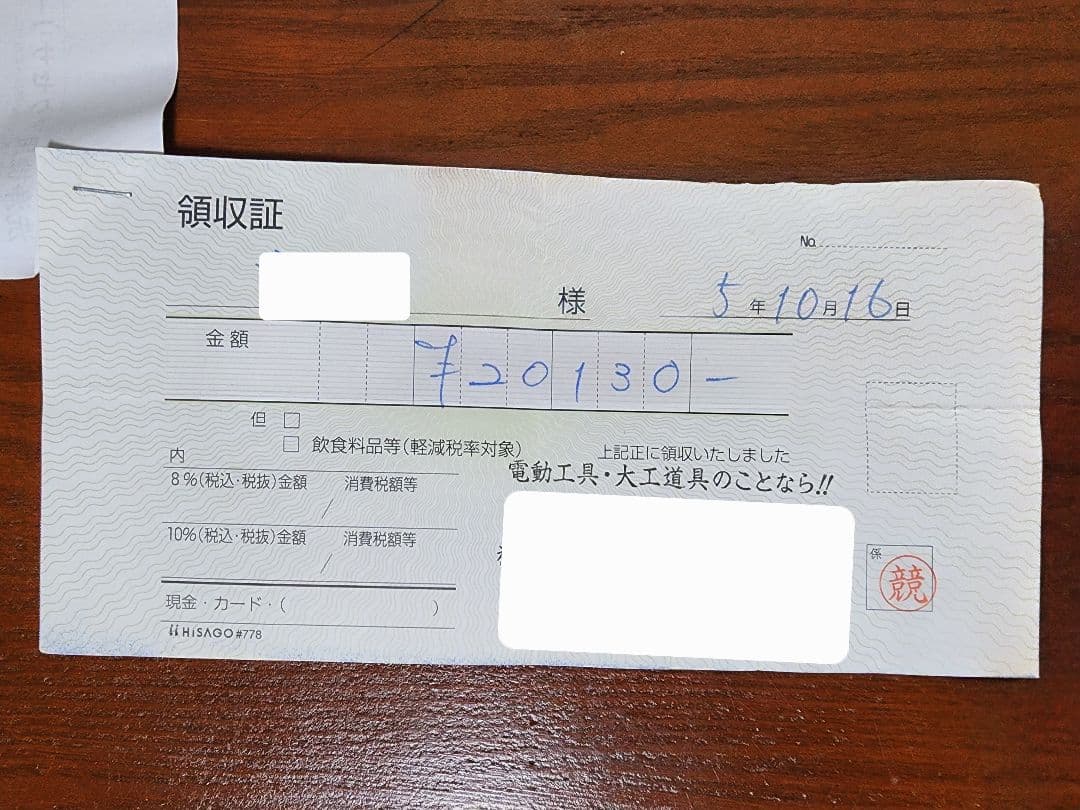 領収証
No.
様
5年10月16日
金額 ¥20130-
但 □
□ 飲食料品等(軽減税率対象)
内
8%(税込・税抜)金額 消費税額等
/
10%(税込・税抜)金額 消費税額等
/
現金・カード・( )
HiSAGO #778
上記正に領収いたしました
電動工具・大工道具のことなら!!
係
競